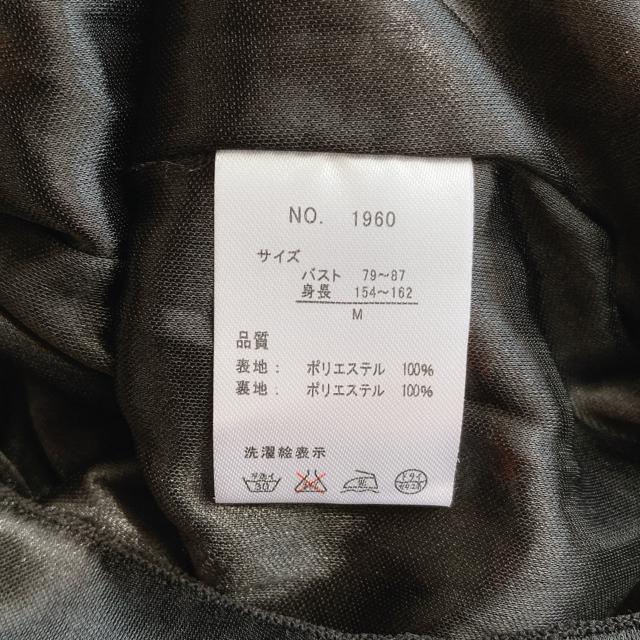 NO. 1960
サイズ
バスト 79～87
身長 154～162
M
品質
表地: ポリエステル 100%
裏地: ポリエステル 100%
洗濯絵表示
30